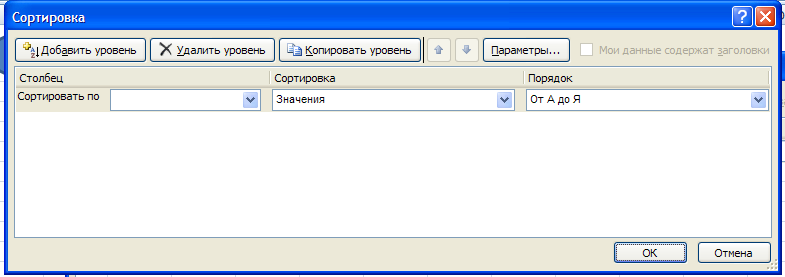 Сортировка
Добавить уровень Удалить уровень Копировать уровень Параметры... Мои данные содержат заголовки
Столбец Сортировка Порядок
Сортировать по Значения От А до Я
ОК Отмена